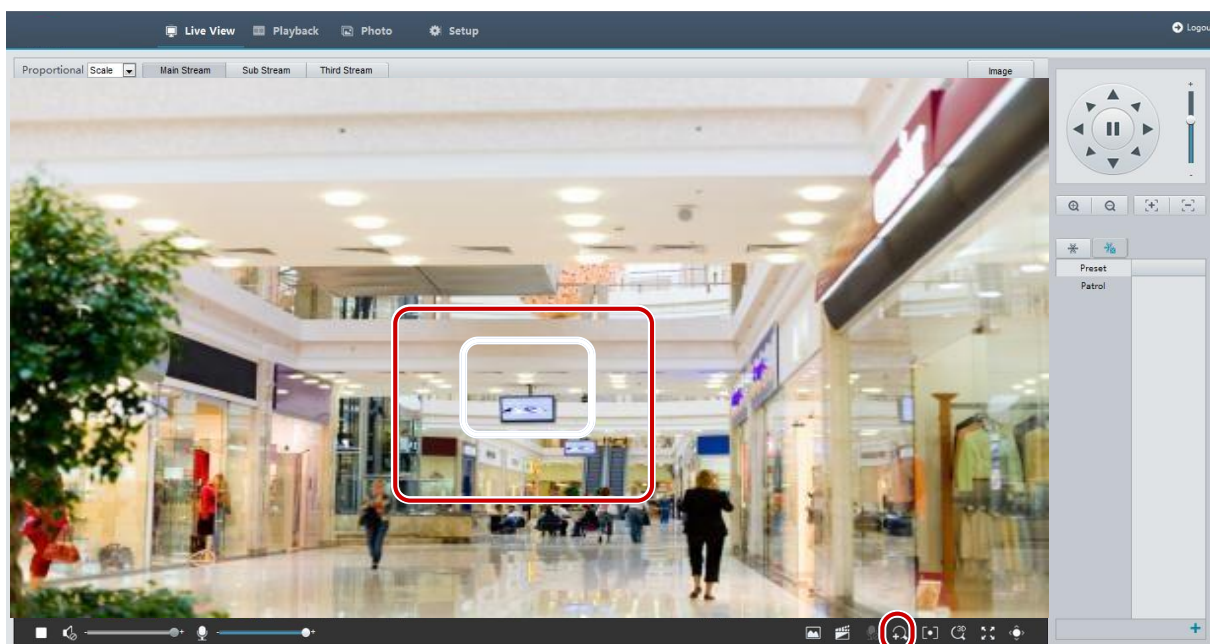 Live View Playback Photo Setup Logou
Proportional Scale Main Stream Sub Stream Third Stream Image
Preset
Patrol